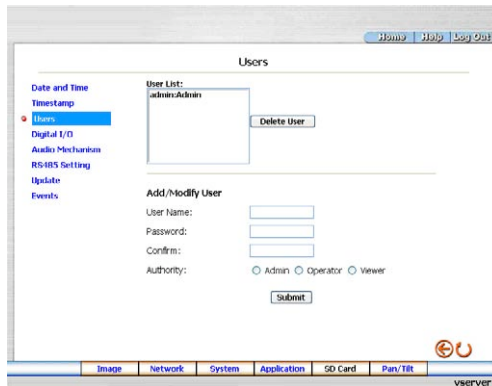 Home Help Log Out
Users
Date and Time
Timestamp
Users
Digital I/O
Audio Mechanism
RS485 Setting
Update
Events
User List:
admin:Admin
Delete User
Add/Modify User
User Name:
Password:
Confirm:
Authority:
Admin Operator Viewer
Submit
Image Network System Application SD Card Pan/Tilt
vserver